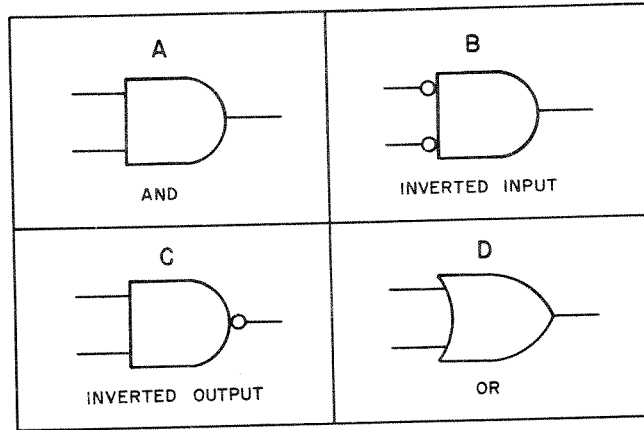 A
AND
B
INVERTED INPUT
C
INVERTED OUTPUT
D
OR